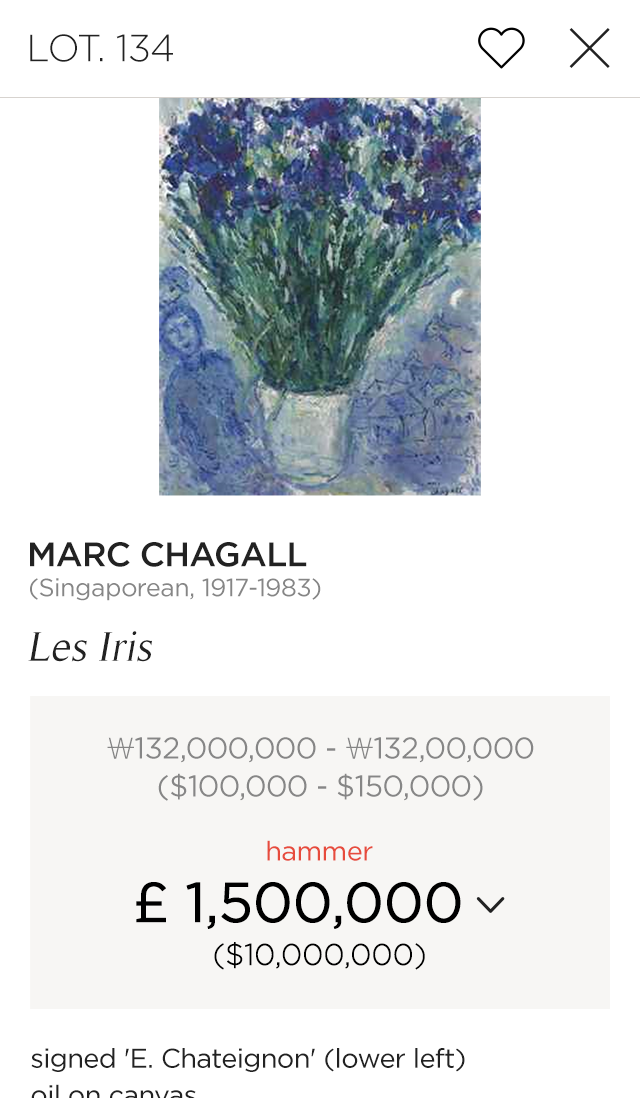 LOT. 134
Chagall
MARC CHAGALL
(Singaporean, 1917-1983)
Les Iris
₩132,000,000 - ₩132,00,000
($100,000 - $150,000)
hammer
£ 1,500,000
($10,000,000)
signed 'E. Chateignon' (lower left)
oil on canvas